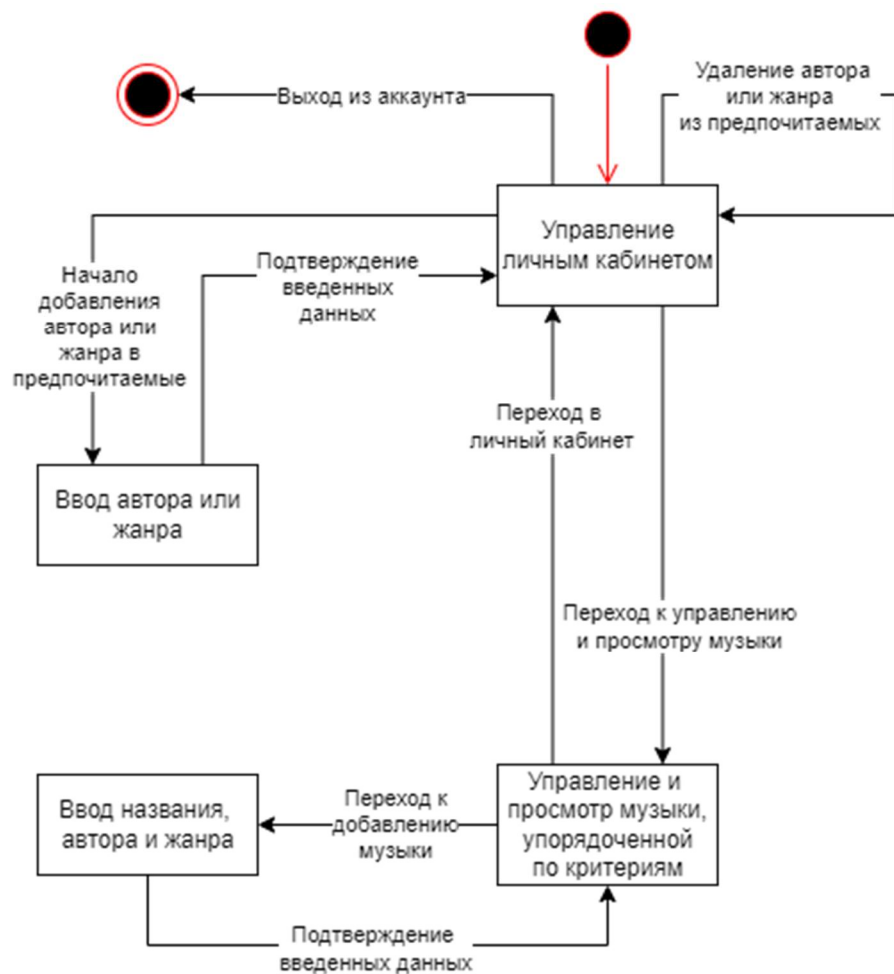 Удаление автора
или жанра
из предпочитаемых
Выход из аккаунта
Управление
личным кабинетом
Начало
добавления
автора или
жанра в
предпочитаемые
Подтверждение
введенных
данных
Переход в
личный кабинет
Ввод автора или
жанра
Переход к управлению
и просмотру музыки
Ввод названия,
автора и жанра
Переход к
добавлению
музыки
Управление и
просмотр музыки,
упорядоченной
по критериям
Подтверждение
введенных данных